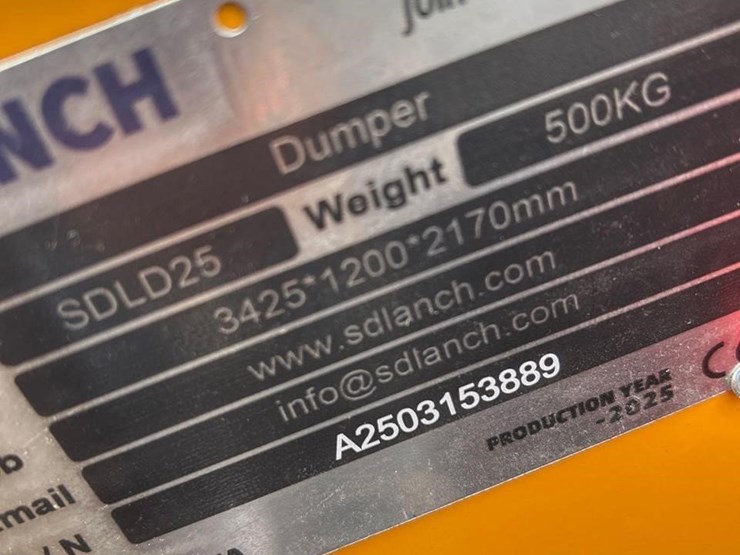 NCH
Dumper
SDLD25 Weight 500KG
3425*1200*2170mm
www.sdlanch.com
b info@sdlanch.com
mail A2503153889
/N PRODUCTION YEAR
-2025